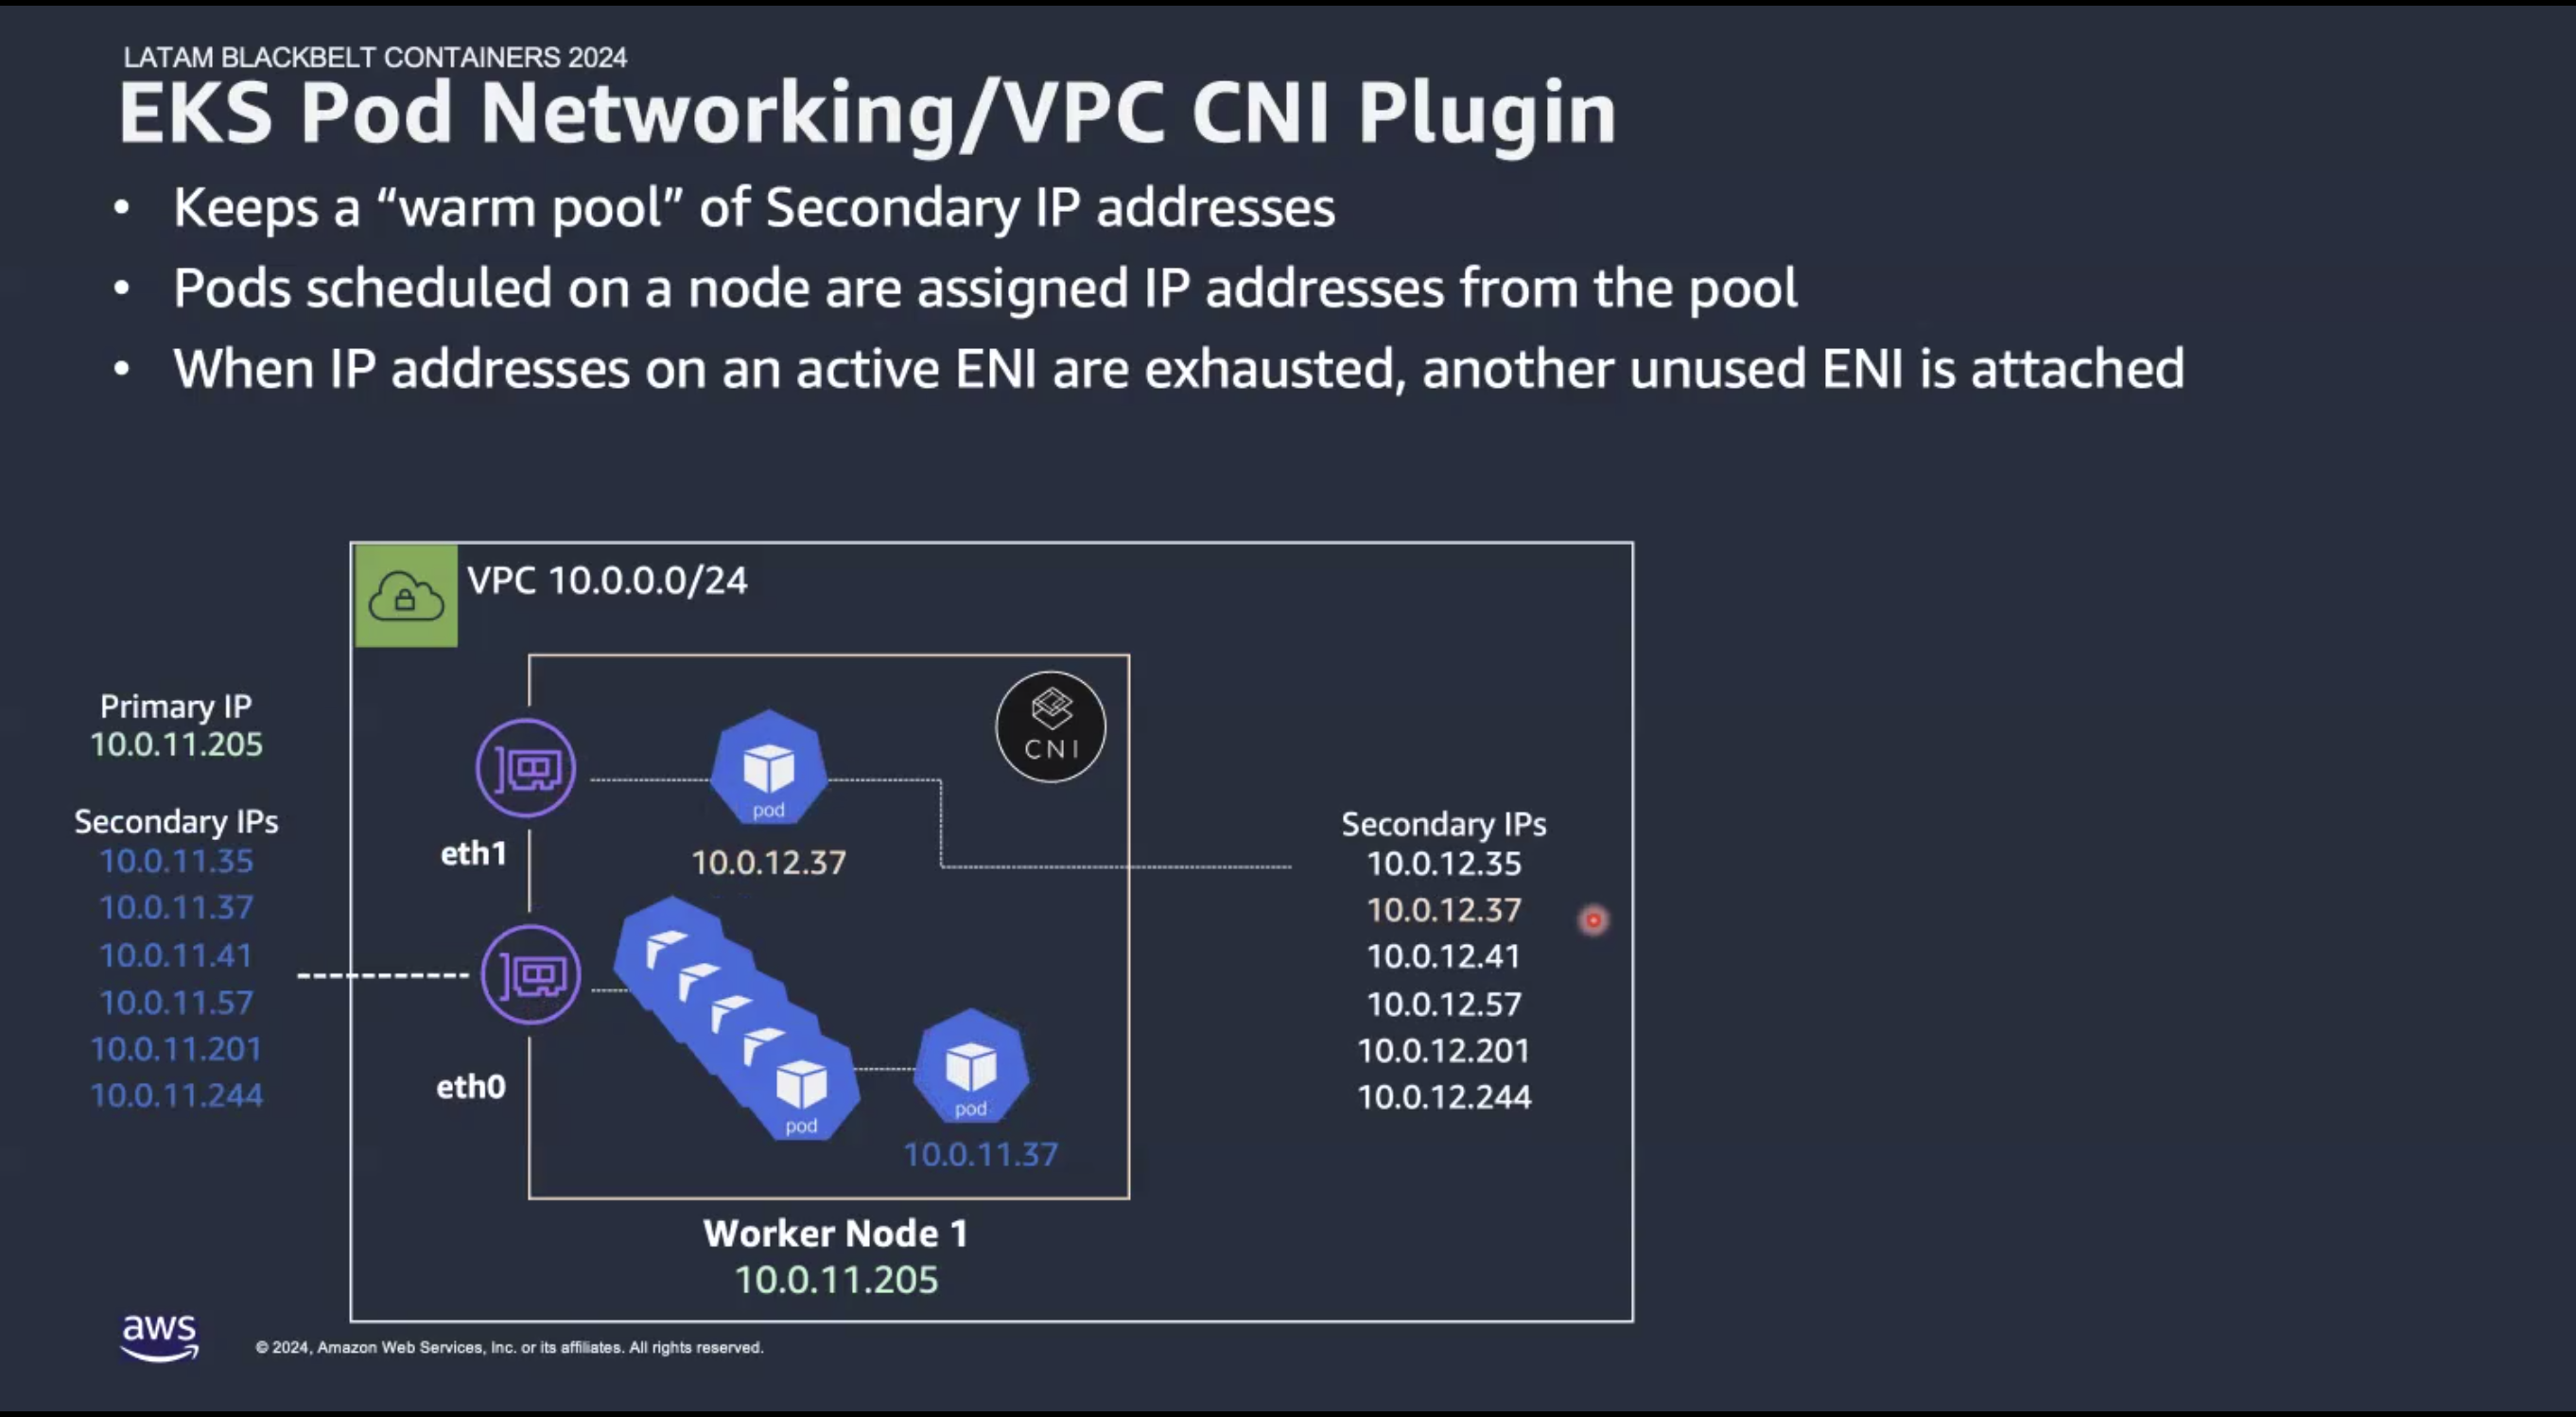 LATAM BLACKBELT CONTAINERS 2024
EKS Pod Networking/VPC CNI Plugin
• Keeps a “warm pool” of Secondary IP addresses
• Pods scheduled on a node are assigned IP addresses from the pool
• When IP addresses on an active ENI are exhausted, another unused ENI is attached
VPC 10.0.0.0/24
Primary IP
10.0.11.205
Secondary IPs
10.0.11.35
10.0.11.37
10.0.11.41
10.0.11.57
10.0.11.201
10.0.11.244
CNI
pod
eth1
10.0.12.37
eth0
pod
pod
10.0.11.37
Secondary IPs
10.0.12.35
10.0.12.37
10.0.12.41
10.0.12.57
10.0.12.201
10.0.12.244
Worker Node 1
10.0.11.205
aws
© 2024, Amazon Web Services, Inc. or its affiliates. All rights reserved.